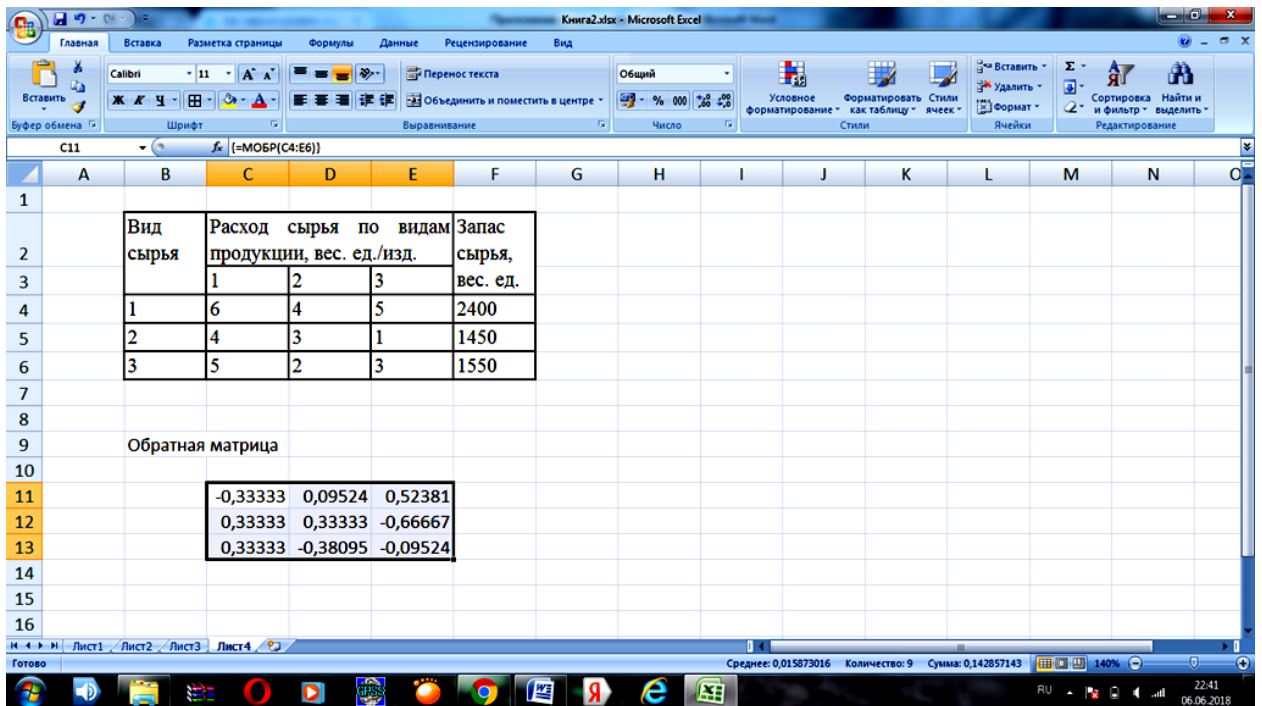 Книга2.xlsx - Microsoft Excel
Главная Вставка Разметка страницы Формулы Данные Рецензирование Вид
Вставить
Calibri 11
Ж К Ч
Перенос текста
Объединить и поместить в центре
Общий
% 000
Условное форматирование
Форматировать как таблицу
Стили ячеек
Вставить
Удалить
Формат
Σ
Сортировка и фильтр
Найти и выделить
Буфер обмена Шрифт Выравнивание Число Стили Ячейки Редактирование
C11 fx {=МОБР(C4:E6)}
A B C D E F G H I J K L M N O
1
2
3
4
5
6
7
8
9
10
11
12
13
14
15
16
Вид сырья
Расход сырья по видам
продукции, вес. ед./изд.
Запас
сырья,
вес. ед.
1 2 3
1 6 4 5 2400
2 4 3 1 1450
3 5 2 3 1550
Обратная матрица
-0,33333 0,09524 0,52381
0,33333 0,33333 -0,66667
0,33333 -0,38095 -0,09524
Лист1 Лист2 Лист3 Лист4
Готово Среднее: 0,015873016 Количество: 9 Сумма: 0,142857143 140%
GPSS Я RU 22:41
06.06.2018